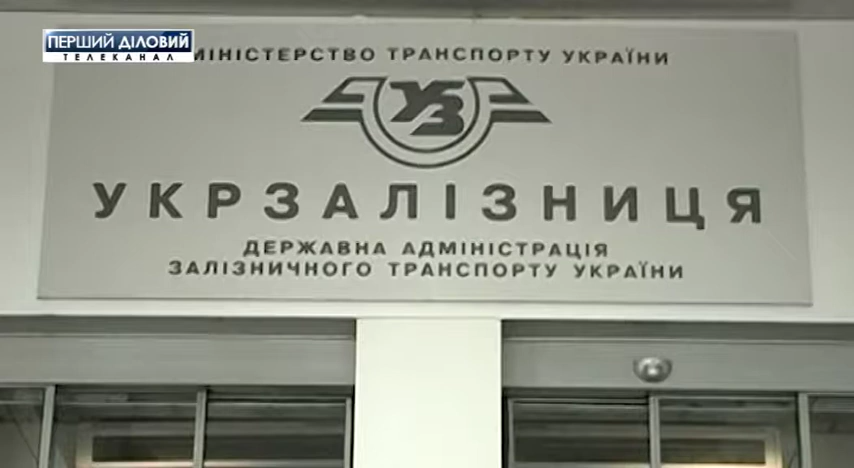 ПЕРШИЙ ДІЛОВИЙ
ТЕЛЕКАНАЛ
МІНІСТЕРСТВО ТРАНСПОРТУ УКРАЇНИ
УЗ
УКРЗАЛІЗНИЦЯ
ДЕРЖАВНА АДМІНІСТРАЦІЯ
ЗАЛІЗНИЧНОГО ТРАНСПОРТУ УКРАЇНИ